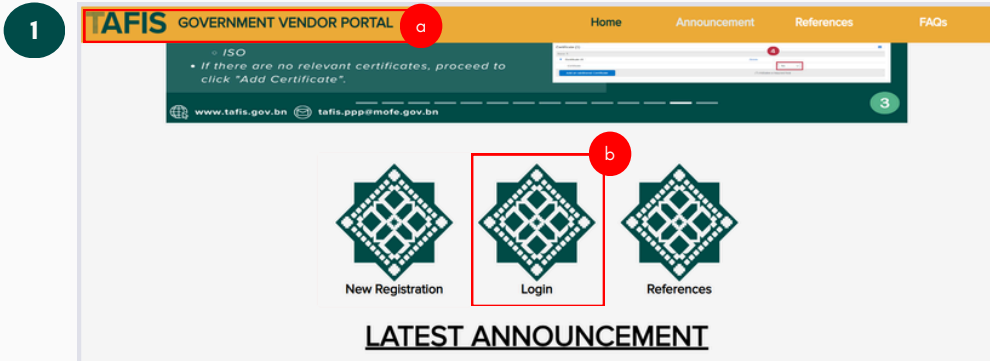 1
TAFIS GOVERNMENT VENDOR PORTAL a Home Announcement References FAQs
ISO
If there are no relevant certificates, proceed to
click "Add Certificate".
a
www.tafis.gov.bn tafis.ppp@mofe.gov.bn
3
b
New Registration Login References
LATEST ANNOUNCEMENT